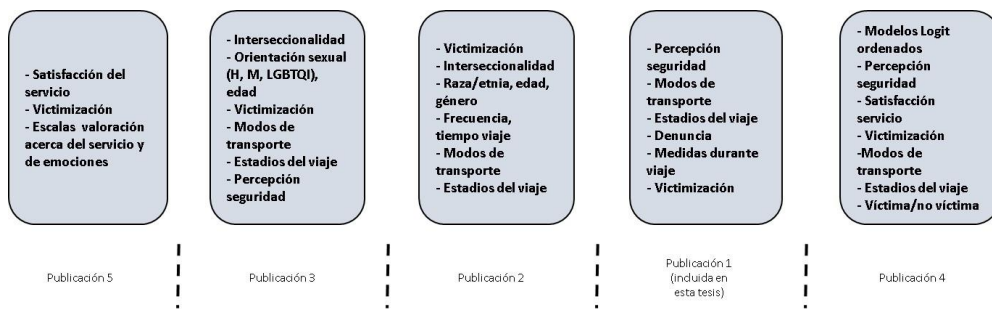 - Satisfacción del
servicio
- Victimización
- Escalas valoración
acerca del servicio y
de emociones
- Interseccionalidad
- Orientación sexual
(H, M, LGBTQI),
edad
- Victimización
- Modos de
transporte
- Estadios del viaje
- Percepción
seguridad
- Victimización
- Interseccionalidad
- Raza/etnia, edad,
género
- Frecuencia,
tiempo viaje
- Modos de
transporte
- Estadios del viaje
- Percepción
seguridad
- Modos de
transporte
- Estadios del viaje
- Denuncia
- Medidas durante
viaje
- Victimización
- Modelos Logit
ordenados
- Percepción
seguridad
- Satisfacción
servicio
- Victimización
-Modos de
transporte
- Estadios del viaje
- Víctima/no víctima
Publicación 5
Publicación 3
Publicación 2
Publicación 1
(incluida en
esta tesis)
Publicación 4